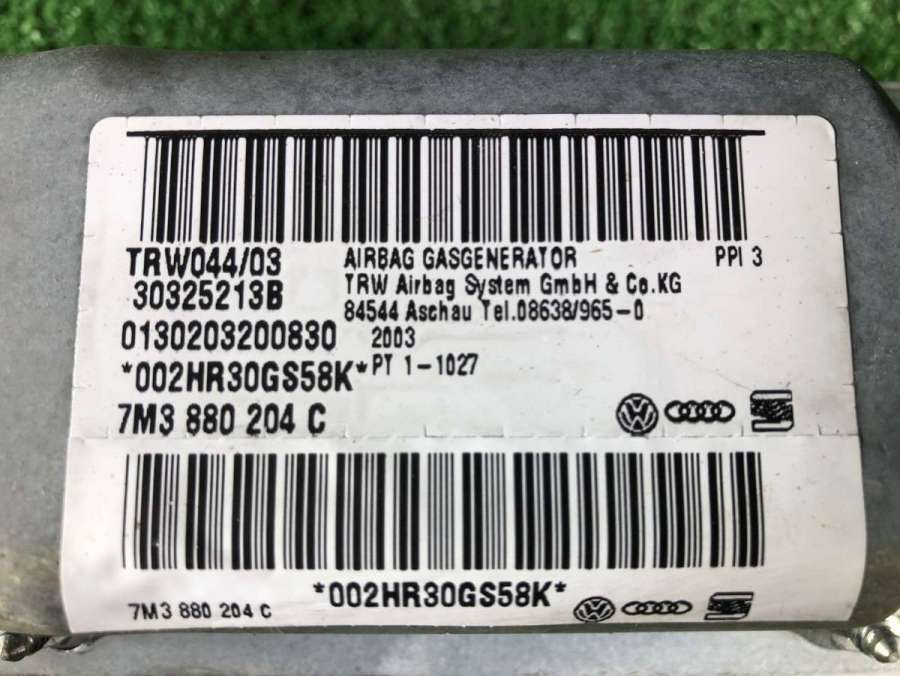 TRW044/03
30325213B
0130203200830
*002HR30GS58K*
7M3 880 204 C
AIRBAG GASGENERATOR PPI 3
TRW Airbag System GmbH & Co.KG
84544 Aschau Tel.08638/965-0
2003
PT 1-1027
*002HR30GS58K*
7M3 880 204 C